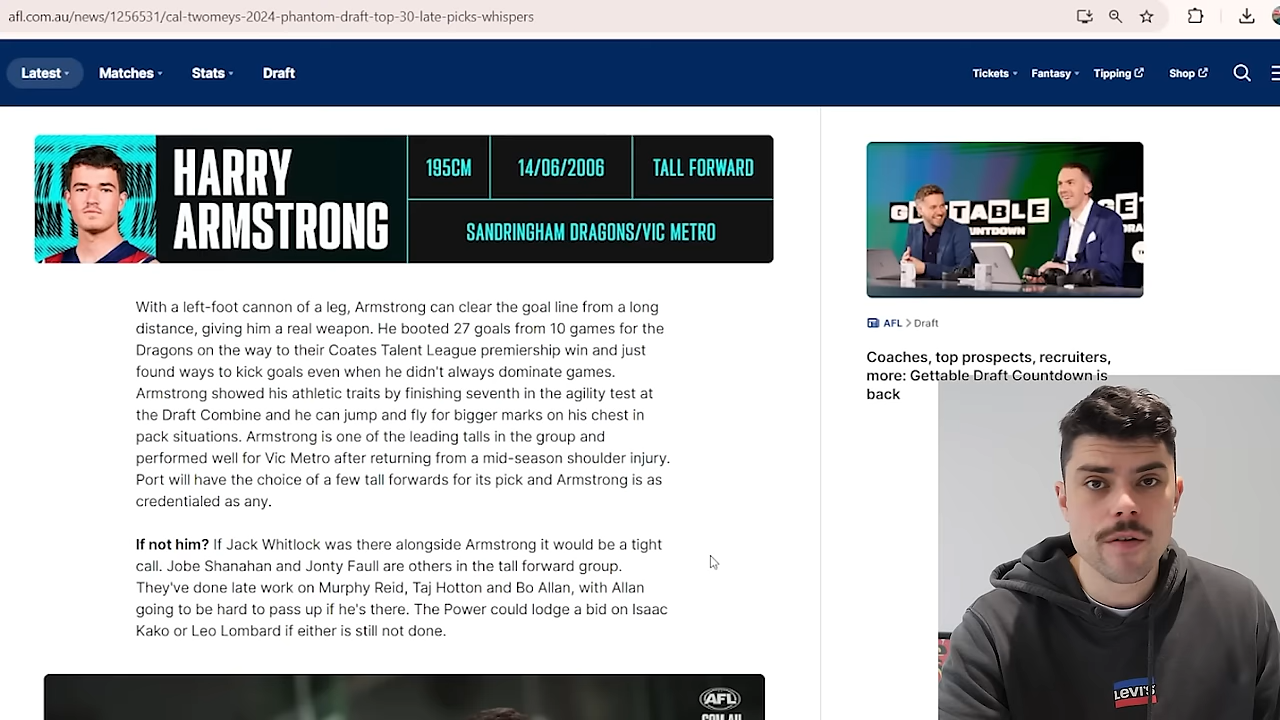 afl.com.au/news/1256531/cal-twomeys-2024-phantom-draft-top-30-late-picks-whispers
Latest Matches Stats Draft Tickets Fantasy Tipping Shop
HARRY
ARMSTRONG
195CM 14/06/2006 TALL FORWARD
SANDRINGHAM DRAGONS/VIC METRO
With a left-foot cannon of a leg, Armstrong can clear the goal line from a long
distance, giving him a real weapon. He booted 27 goals from 10 games for the
Dragons on the way to their Coates Talent League premiership win and just
found ways to kick goals even when he didn't always dominate games.
Armstrong showed his athletic traits by finishing seventh in the agility test at
the Draft Combine and he can jump and fly for bigger marks on his chest in
pack situations. Armstrong is one of the leading talls in the group and
performed well for Vic Metro after returning from a mid-season shoulder injury.
Port will have the choice of a few tall forwards for its pick and Armstrong is as
credentialed as any.
If not him? If Jack Whitlock was there alongside Armstrong it would be a tight
call. Jobe Shanahan and Jonty Faull are others in the tall forward group.
They've done late work on Murphy Reid, Taj Hotton and Bo Allan, with Allan
going to be hard to pass up if he's there. The Power could lodge a bid on Isaac
Kako or Leo Lombard if either is still not done.
AFL
COM.AU
GETTABLE
AFL > Draft
Coaches, top prospects, recruiters,
more: Gettable Draft Countdown is
back
LEVI'S